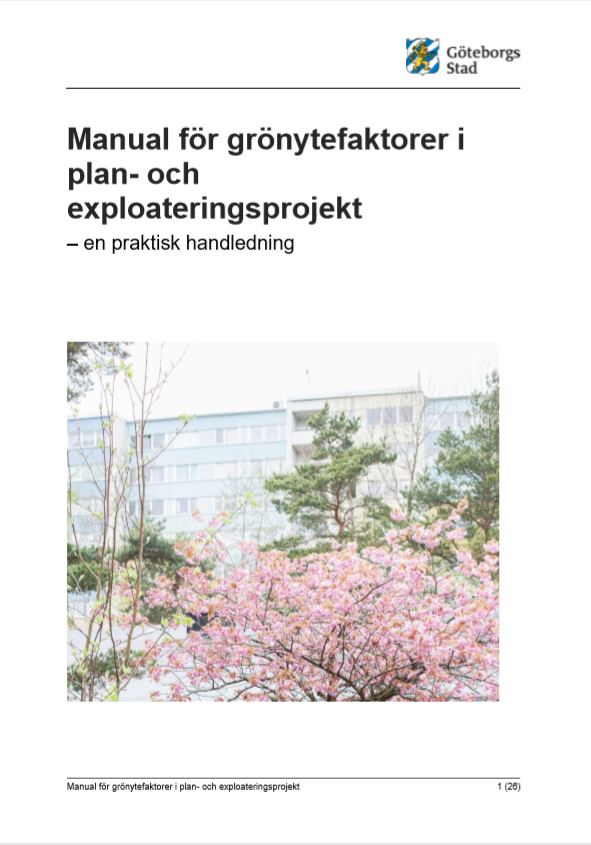 Göteborgs
Stad
Manual för grönytefaktorer i
plan- och
exploateringsprojekt
– en praktisk handledning
Manual för grönytefaktorer i plan- och exploateringsprojekt 1 (26)